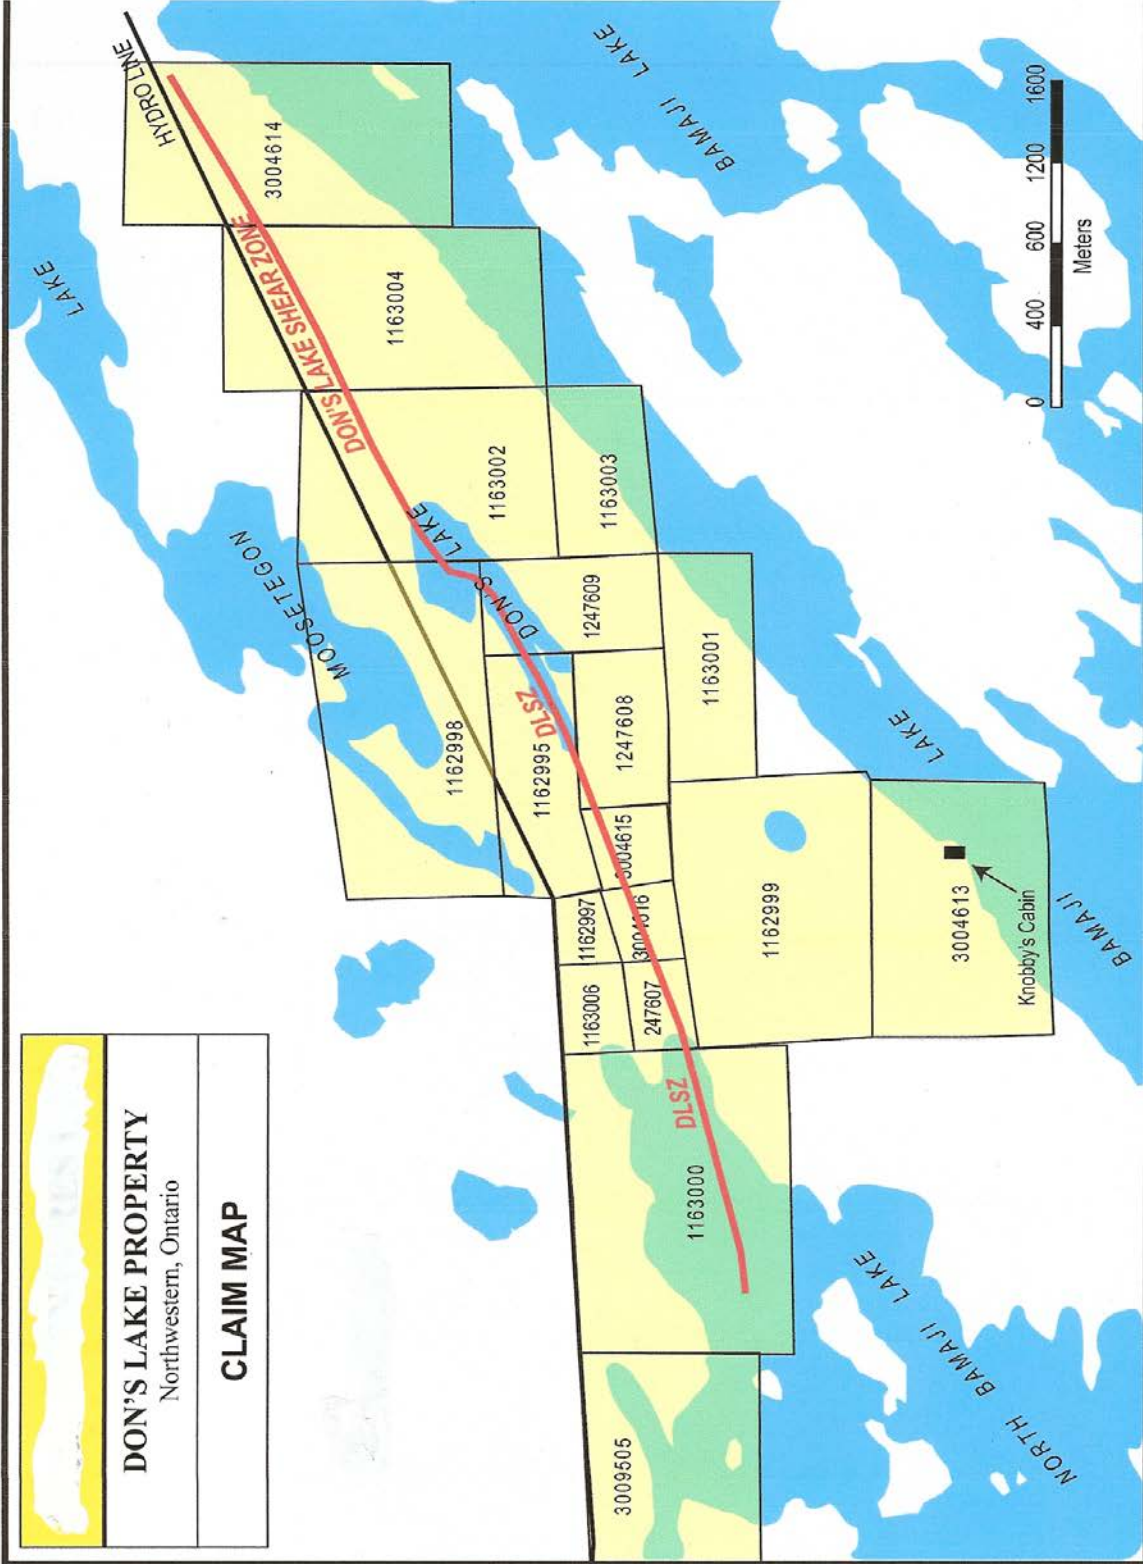 DON'S LAKE PROPERTY
Northwestern, Ontario
CLAIM MAP
HYDRO LINE
LAKE
MOOSETEGON
3004614
DON'S LAKE SHEAR ZONE
1163004
1163002
1163003
LAKE
DON'S
1247609
1163001
1162998
1162995
DLSZ
1247608
3004615
1162997
3004616
1163006
247607
1162999
3004613
Knobby's Cabin
DLSZ
1163000
3009505
BAMAJI
LAKE
BAMAJI
LAKE
NORTH BAMAJI LAKE
0 400 600 1200 1600
Meters